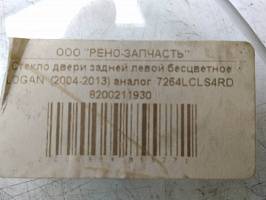 ООО "РЕНО-ЗАПЧАСТЬ"
Стекло двери задней левой бесцветное
LOGAN (2004-2013) аналог 7264LCLS4RD
8200211930